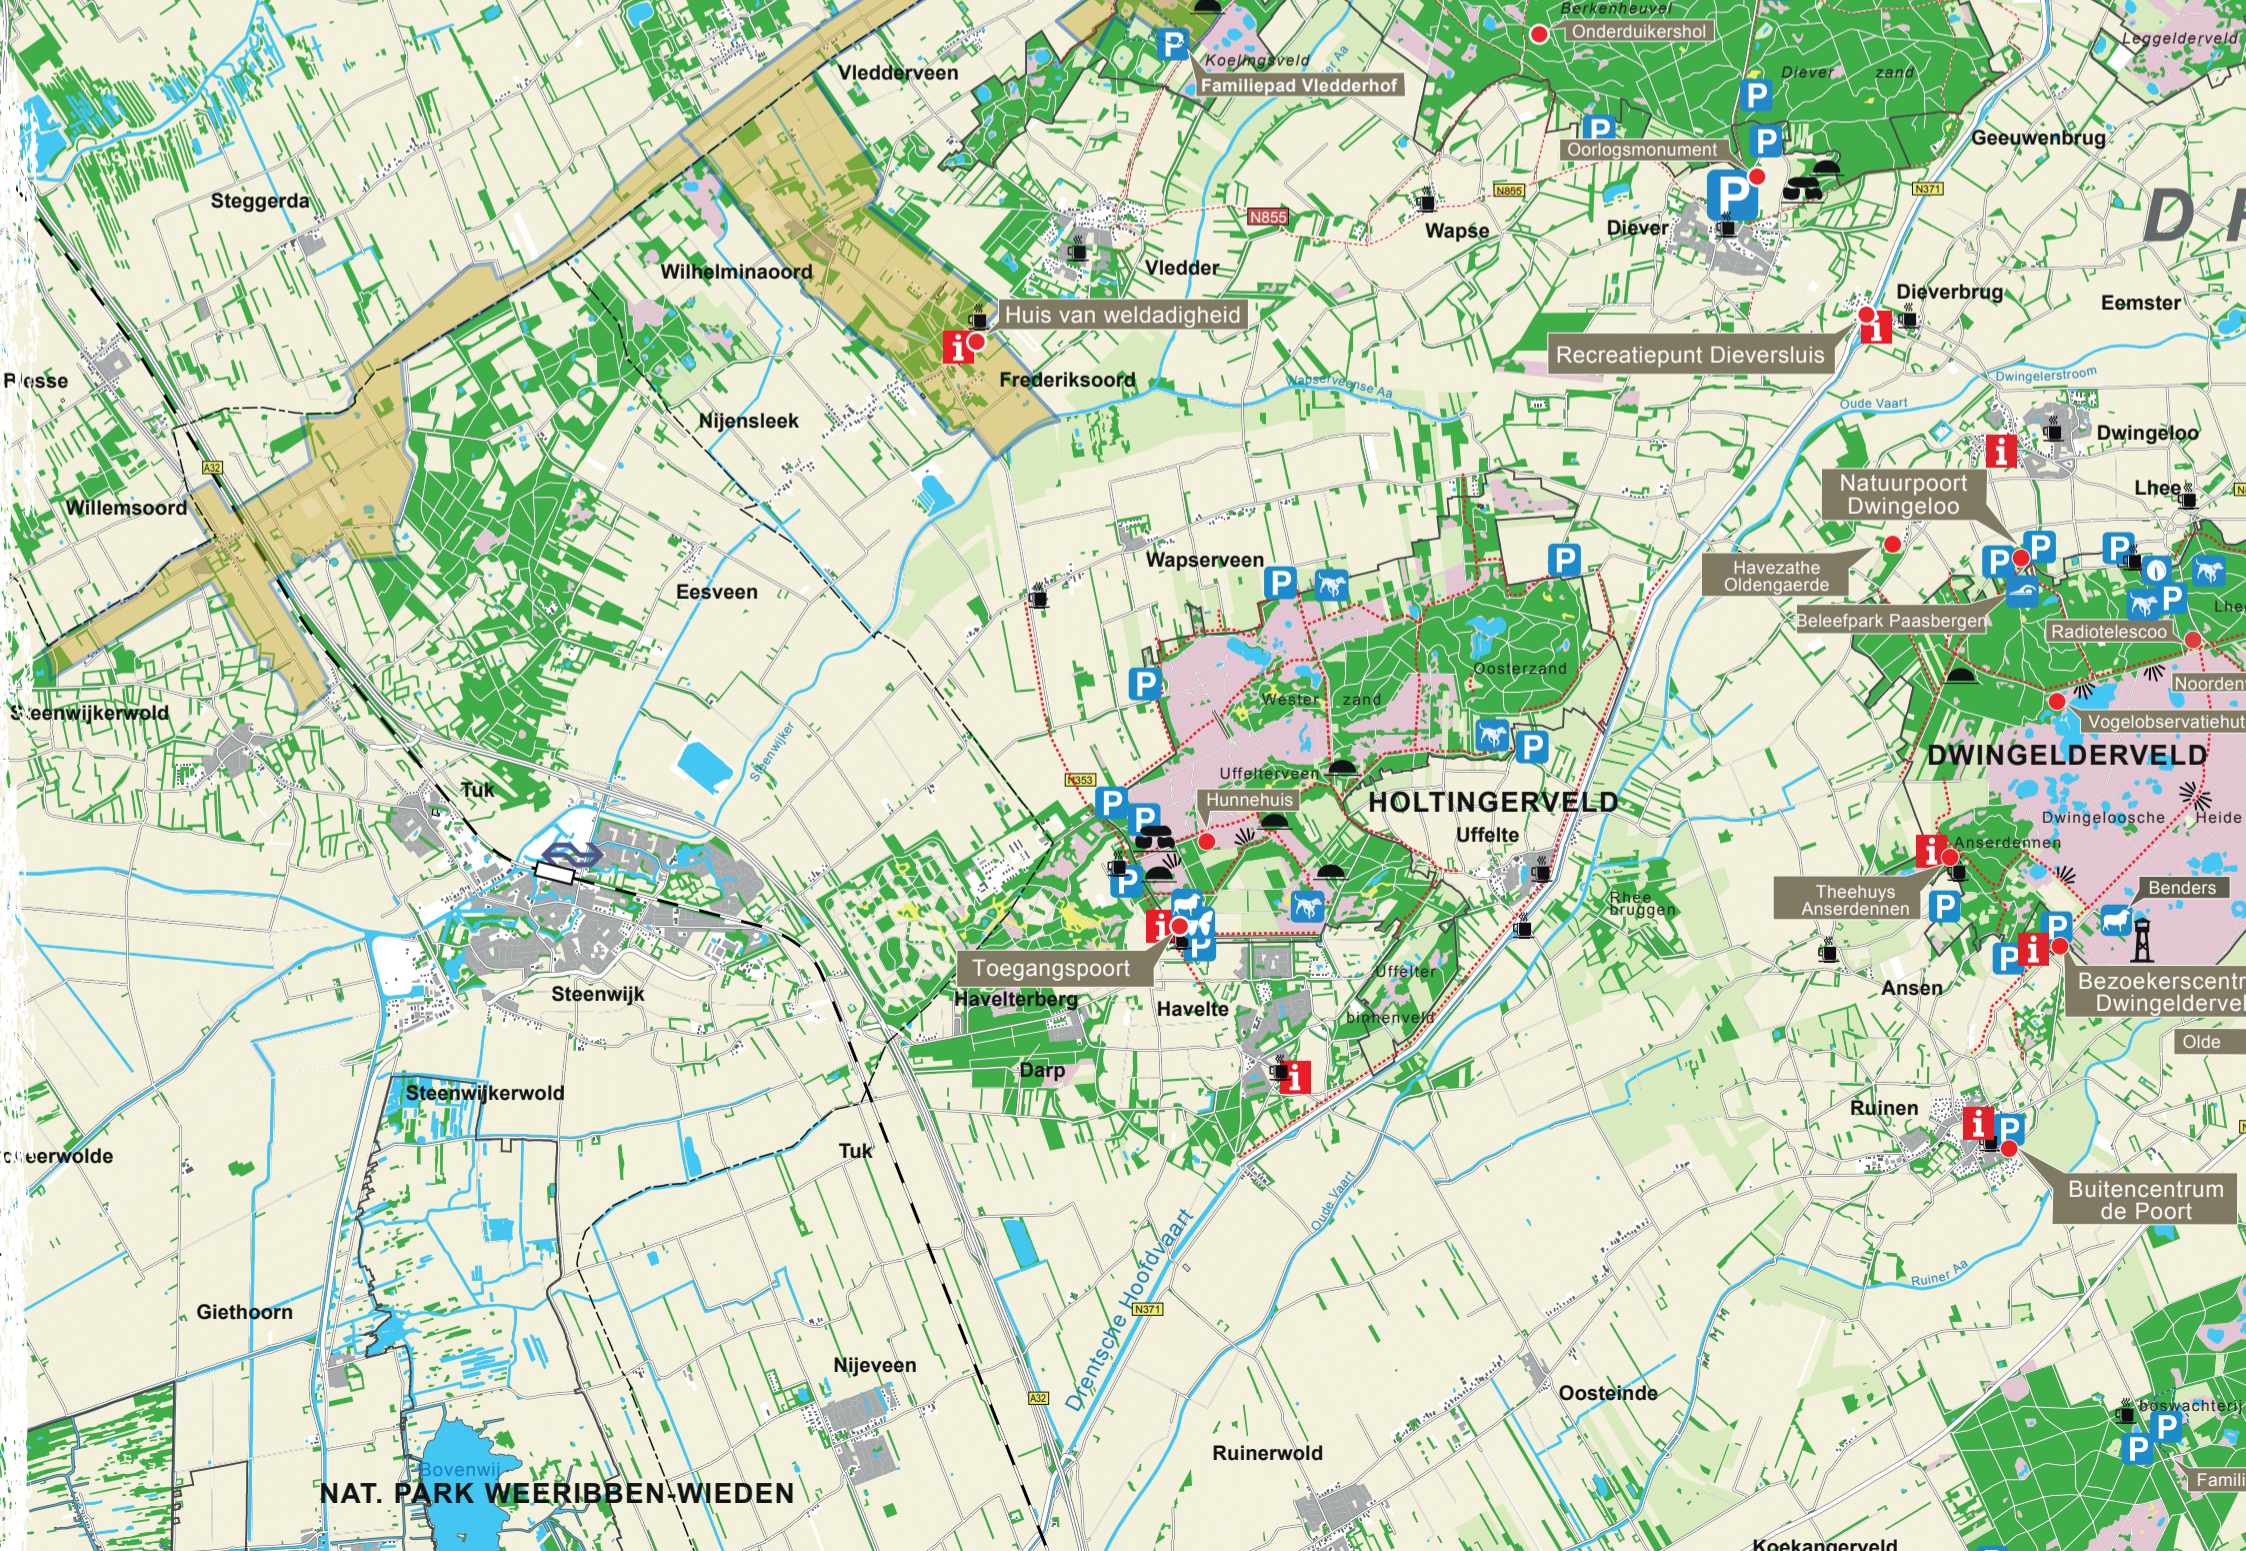 Berkenheuvel
Onderduikershol
Leggelderveld
Koelingsveld
Diever zand
Vledderveen
Familiepad Vledderhof
P
P
P
P
Geeuwenbrug
Oorlogsmonument
N855
N371
P
Steggerda
N855
Wapse
Diever
D
Wilhelminaoord
Vledder
Dieverbrug
Eemster
Huis van weldadigheid
i
i
Recreatiepunt Dieversluis
Frederiksoord
Wapserveense Aa
Dwingelerstroom
Oude Vaart
Nijensleek
Dwingeloo
i
A32
Natuurpoort
Dwingeloo
Lhee
Willemsoord
Wapserveen
P
P
P
P
P
Havezathe
Oldengaerde
Eesveen
P
Beleefpark Paasbergen
Radiotelescoo
Oosterzand
P
Wester zand
Steenwijkerwold
Vogelobservatiehut
Steenwijker
P
DWINGELDERVELD
Uffelterveen
N353
Tuk
P
Hunnehuis
HOLTINGERVELD
P
Uffelte
Dwingeloosche Heide
i
Anserdennen
P
Theehuys
Anserdennen
Benders
P
Rhee
bruggen
i
P
P
i
P
Toegangspoort
Uffelter
Steenwijk
Havelterberg
Havelte
binnenveld
Ansen
Bezoekerscentr
Dwingeldervel
Olde
Darp
i
Steenwijkerwold
Ruinen
i
P
Tuk
Oude Vaart
Buitencentrum
de Poort
Drentsche Hoofdvaart
Ruiner Aa
Giethoorn
N371
Nijeveen
A32
Oosteinde
boswachterij
P
P
Ruinerwold
Bovenwij
NAT. PARK WEERIBBEN-WIEDEN
Famili
Koekangerveld